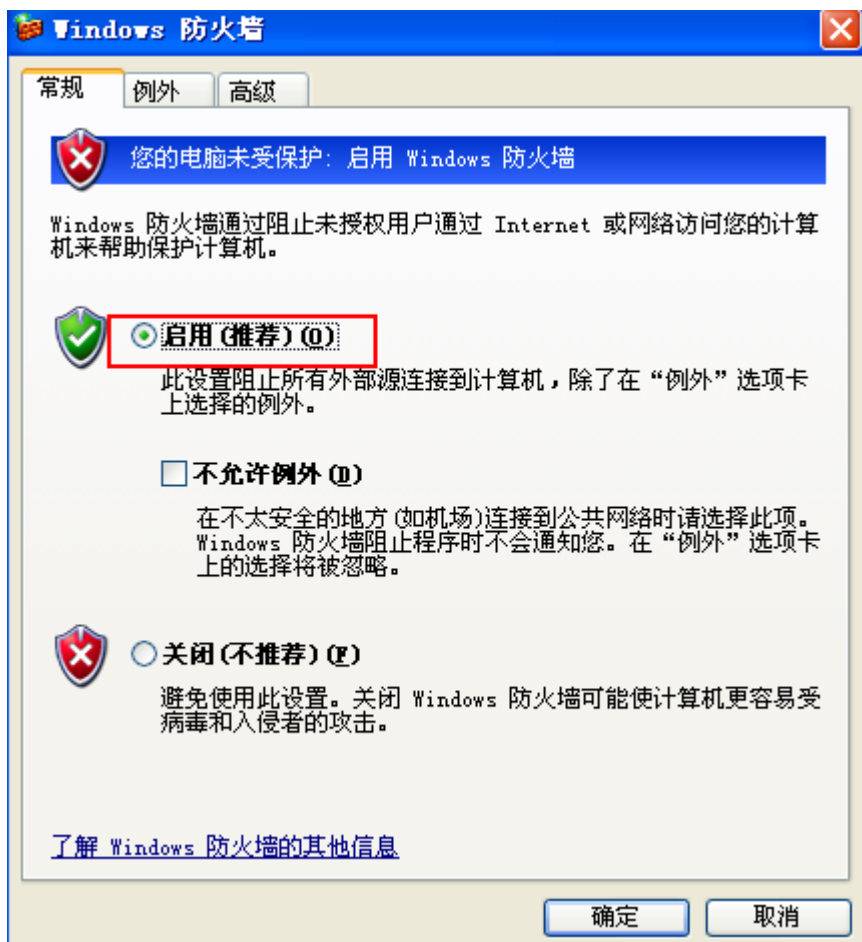 Windows 防火墙
常规 例外 高级
您的电脑未受保护: 启用 Windows 防火墙
Windows 防火墙通过阻止未授权用户通过 Internet 或网络访问您的计算
机来帮助保护计算机。
启用(推荐)(O)
此设置阻止所有外部源连接到计算机，除了在“例外”选项卡
上选择的例外。
不允许例外(D)
在不太安全的地方(如机场)连接到公共网络时请选择此项。
Windows 防火墙阻止程序时不会通知您。在“例外”选项卡
上的选择将被忽略。
关闭(不推荐)(F)
避免使用此设置。关闭 Windows 防火墙可能使计算机更容易受
病毒和入侵者的攻击。
了解 Windows 防火墙的其他信息
确定 取消